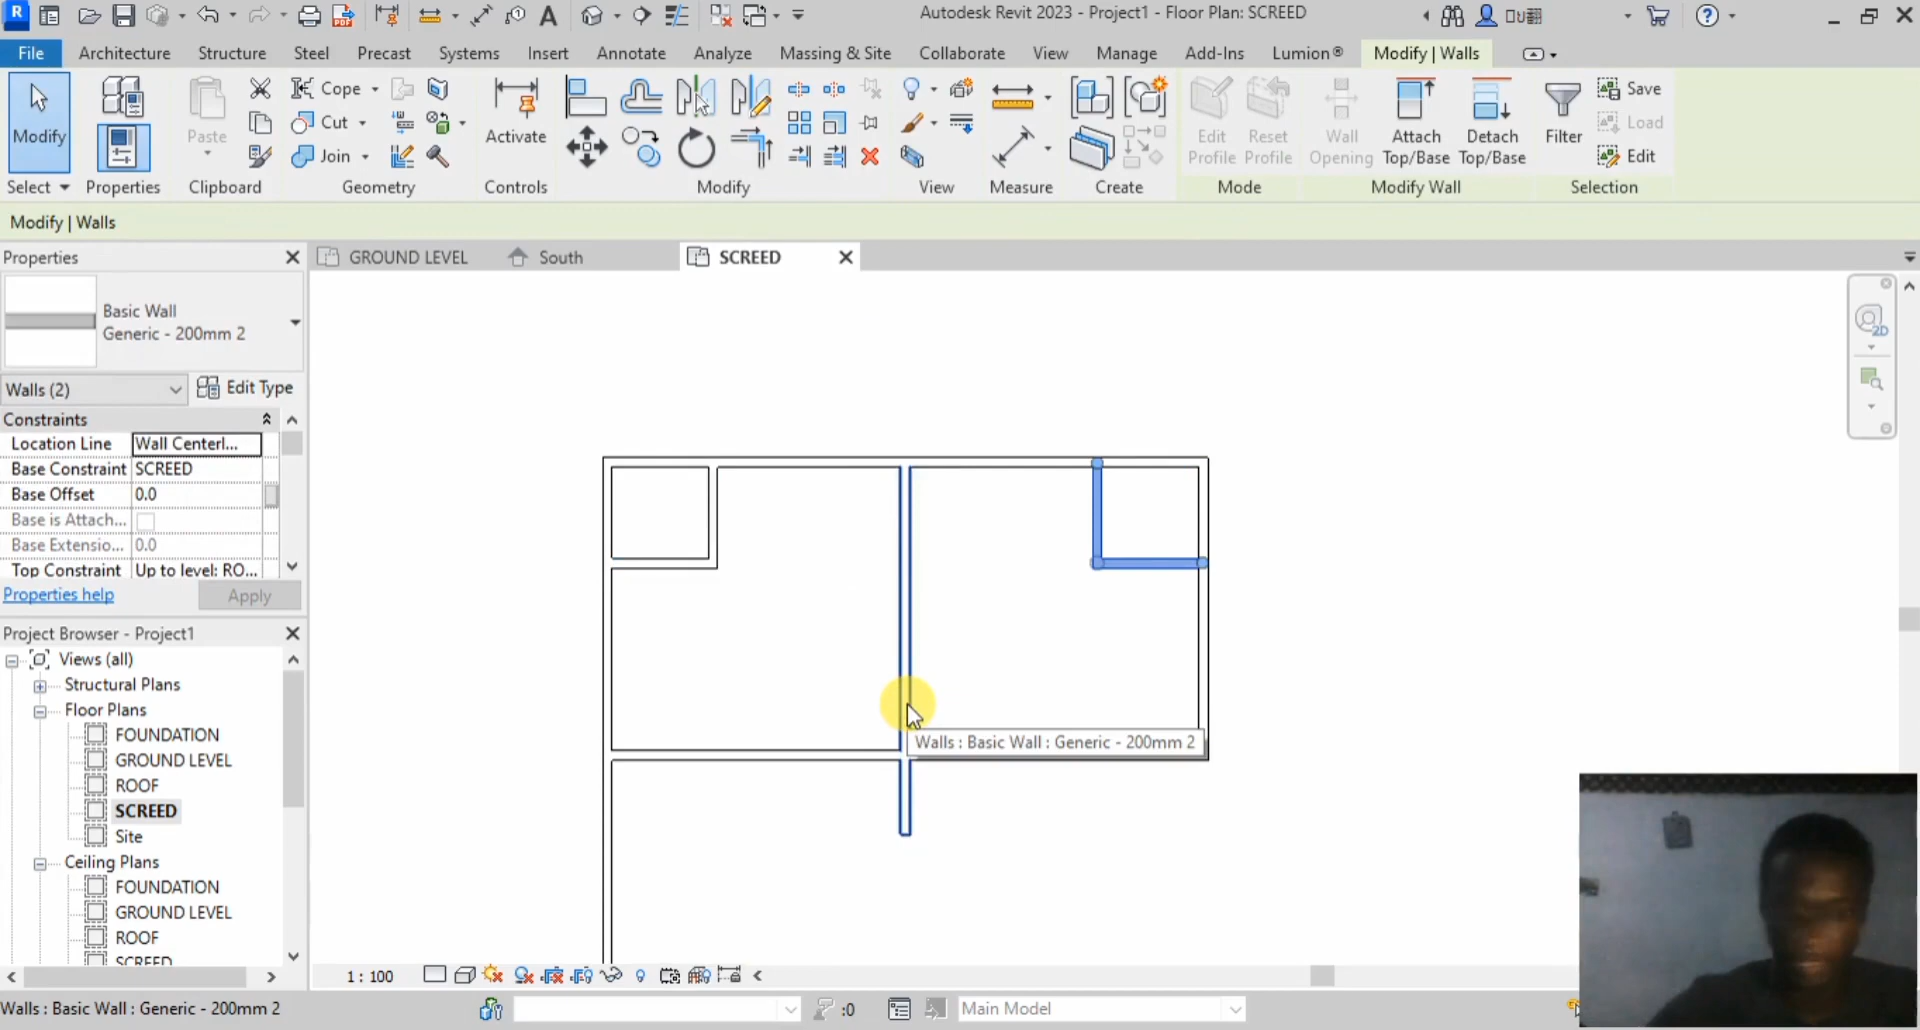 R
Autodesk Revit 2023 - Project1 - Floor Plan: SCREED
File Architecture Structure Steel Precast Systems Insert Annotate Analyze Massing & Site Collaborate View Manage Add-Ins Lumion® Modify | Walls
Modify
Paste
Cope
Cut
Join
Activate
Edit Profile
Reset Profile
Wall Opening
Attach Top/Base
Detach Top/Base
Filter
Save
Load
Edit
Select Properties Clipboard Geometry Controls Modify View Measure Create Mode Modify Wall Selection
Modify | Walls
Properties
GROUND LEVEL South SCREED
Basic Wall
Generic - 200mm 2
Walls (2) Edit Type
Constraints
Location Line Wall Centerl...
Base Constraint SCREED
Base Offset 0.0
Base is Attach...
Base Extensio... 0.0
Top Constraint Up to level: RO...
Properties help Apply
Project Browser - Project1
Views (all)
Structural Plans
Floor Plans
FOUNDATION
GROUND LEVEL
ROOF
SCREED
Site
Ceiling Plans
FOUNDATION
GROUND LEVEL
ROOF
SCREED
2D
Walls : Basic Wall : Generic - 200mm 2
1 : 100
Walls : Basic Wall : Generic - 200mm 2 :0 Main Model